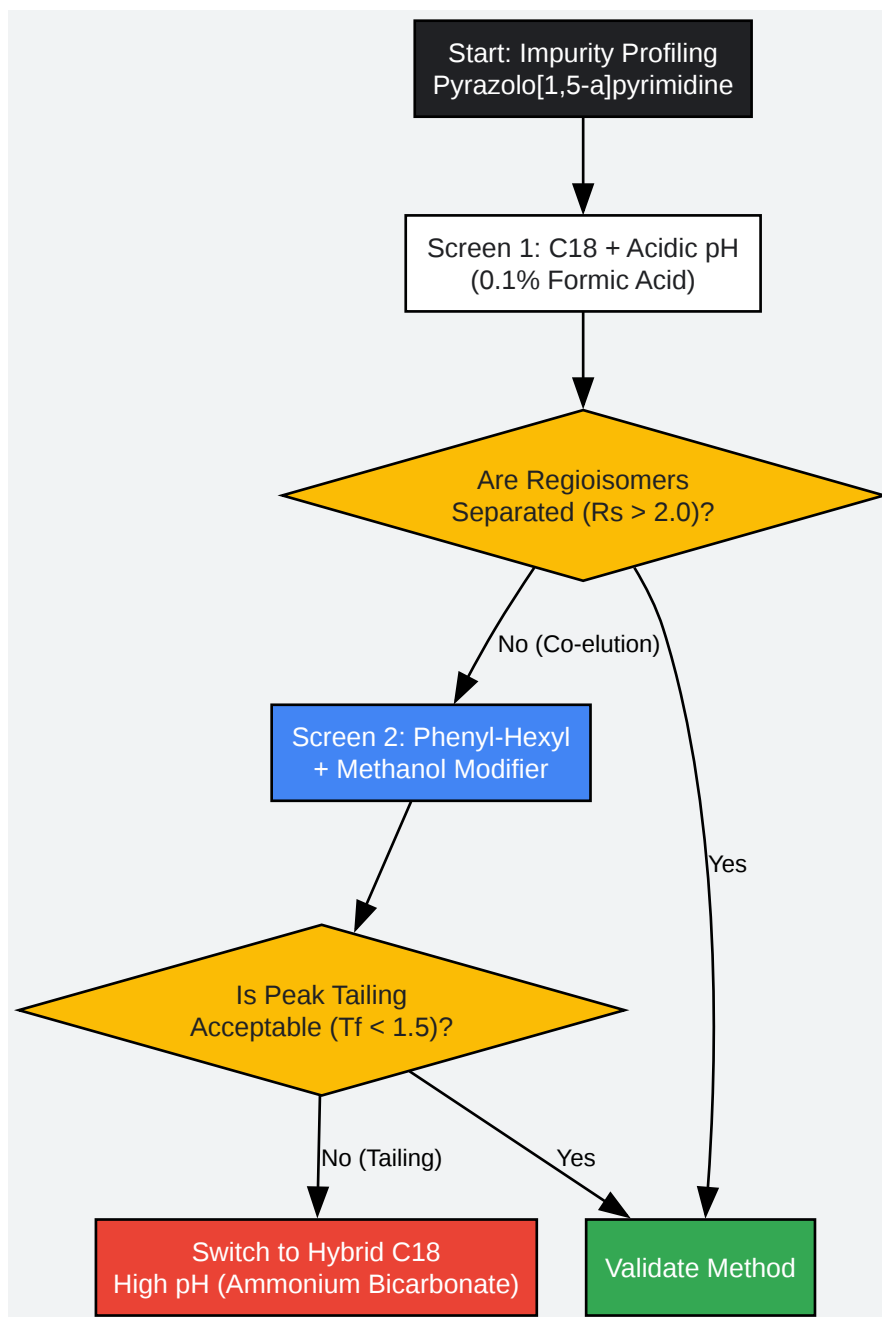 Start: Impurity Profiling
Pyrazolo[1,5-a]pyrimidine
Screen 1: C18 + Acidic pH
(0.1% Formic Acid)
Are Regioisomers
Separated (Rs > 2.0)?
No (Co-elution)
Screen 2: Phenyl-Hexyl
+ Methanol Modifier
Yes
Is Peak Tailing
Acceptable (Tf < 1.5)?
No (Tailing)
Yes
Switch to Hybrid C18
High pH (Ammonium Bicarbonate)
Validate Method